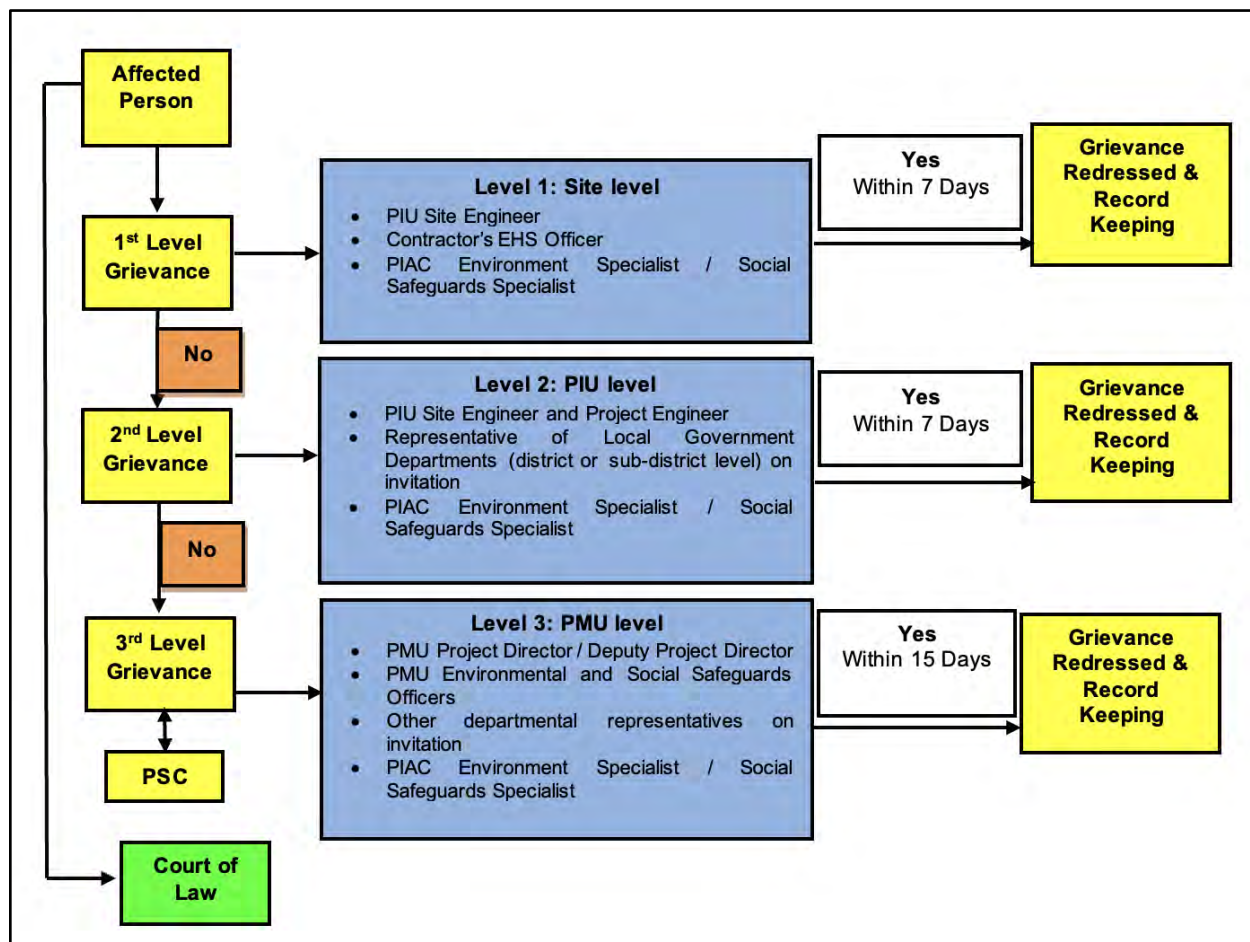 Affected
Person
1st Level
Grievance
Level 1: Site level
• PIU Site Engineer
• Contractor's EHS Officer
• PIAC Environment Specialist / Social
Safeguards Specialist
Yes
Within 7 Days
Grievance
Redressed &
Record
Keeping
No
2nd Level
Grievance
Level 2: PIU level
• PIU Site Engineer and Project Engineer
• Representative of Local Government
Departments (district or sub-district level) on
invitation
• PIAC Environment Specialist / Social
Safeguards Specialist
Yes
Within 7 Days
Grievance
Redressed &
Record
Keeping
No
3rd Level
Grievance
Level 3: PMU level
• PMU Project Director / Deputy Project Director
• PMU Environmental and Social Safeguards
Officers
• Other departmental representatives on
invitation
• PIAC Environment Specialist / Social
Safeguards Specialist
Yes
Within 15 Days
Grievance
Redressed &
Record
Keeping
PSC
Court of
Law